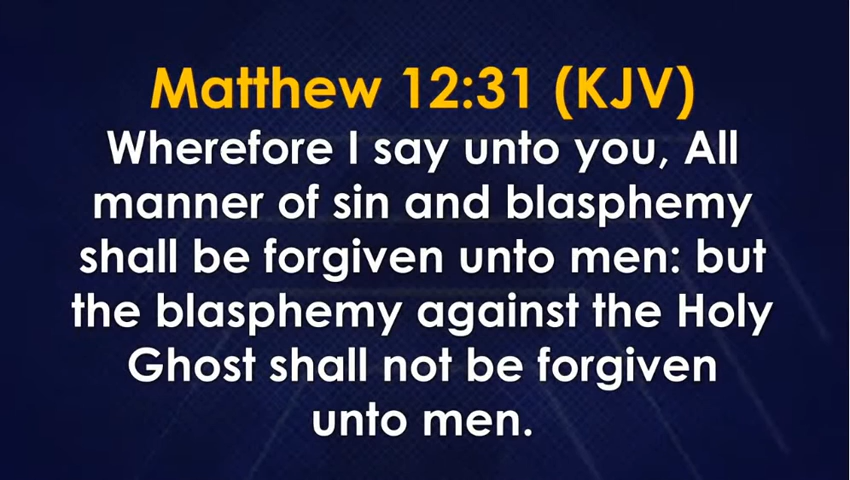 Matthew 12:31 (KJV)
Wherefore I say unto you, All
manner of sin and blasphemy
shall be forgiven unto men: but
the blasphemy against the Holy
Ghost shall not be forgiven
unto men.